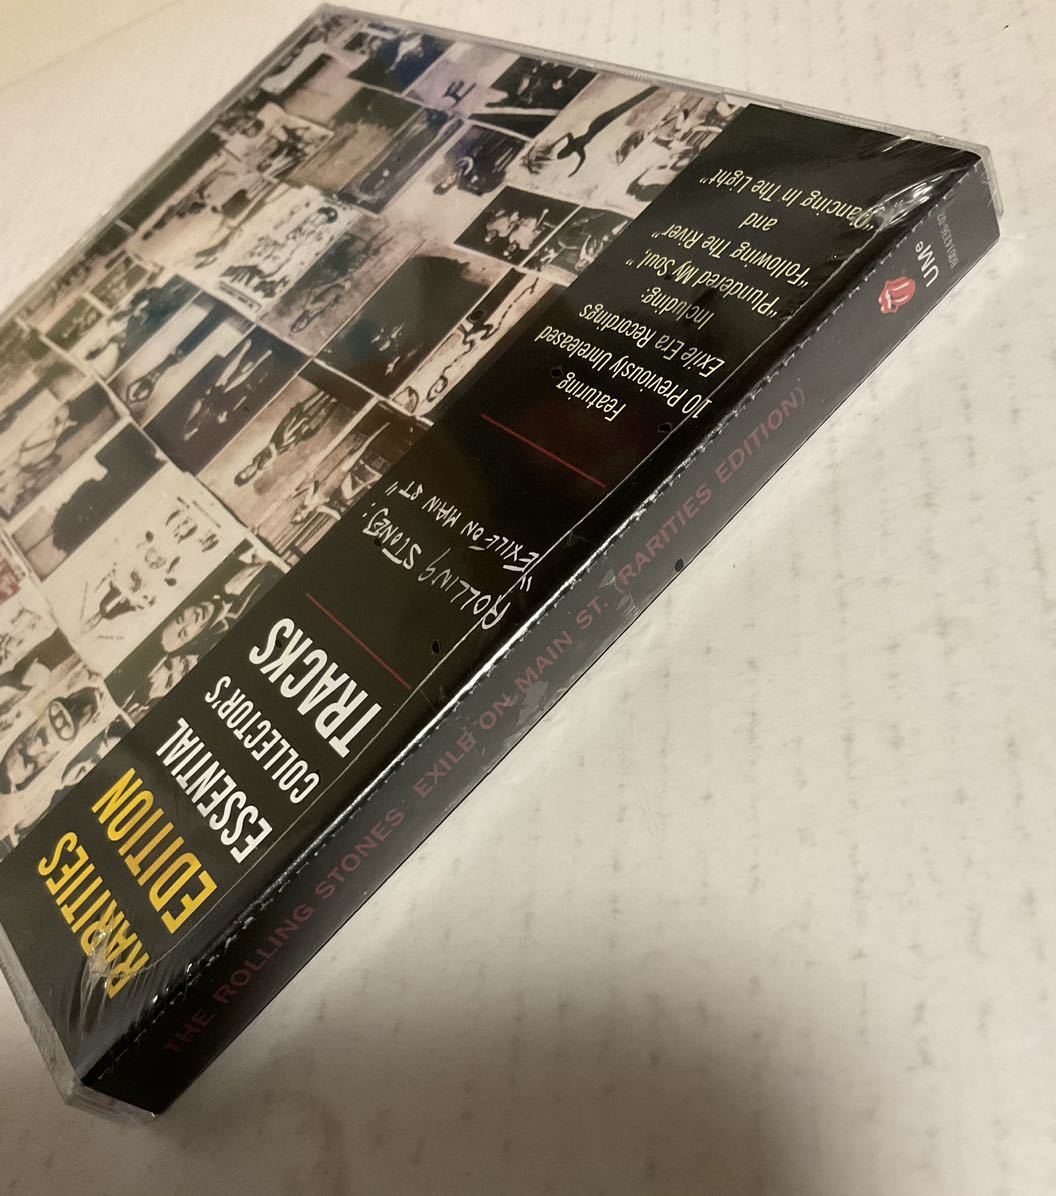 RARITIES
EDITION
ESSENTIAL
COLLECTOR'S
TRACKS
ROLLING STONES:
"EXILE ON MAIN ST"
Featuring
10 Previously Unreleased
Exile Era Recordings
Including:
"Plundered My Soul,"
"Following The River"
and
"Dancing In The Light"
THE ROLLING STONES EXILE ON MAIN ST. (RARITIES EDITION)
UMe